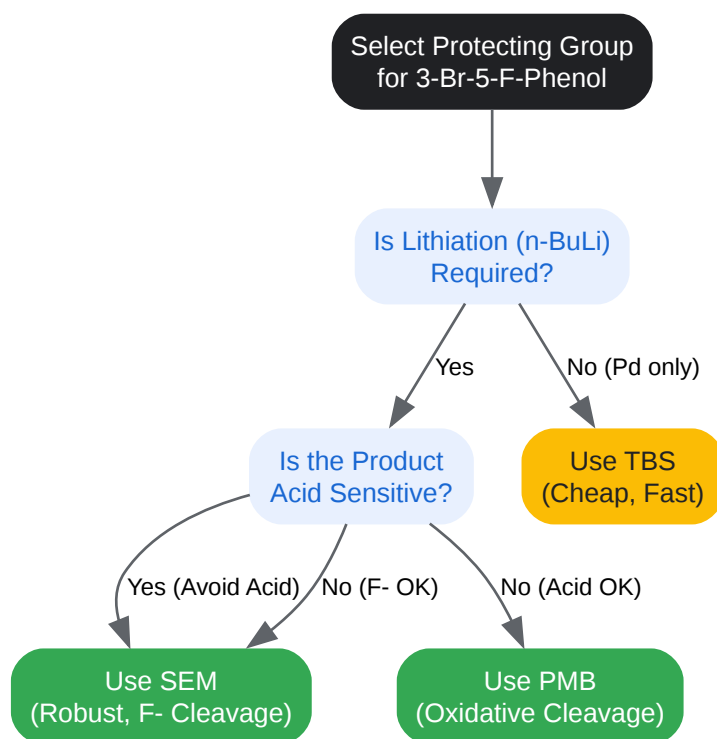 Select Protecting Group
for 3-Br-5-F-Phenol
Is Lithiation (n-BuLi)
Required?
Yes
No (Pd only)
Is the Product
Acid Sensitive?
Use TBS
(Cheap, Fast)
Yes (Avoid Acid)
No (F- OK)
No (Acid OK)
Use SEM
(Robust, F- Cleavage)
Use PMB
(Oxidative Cleavage)